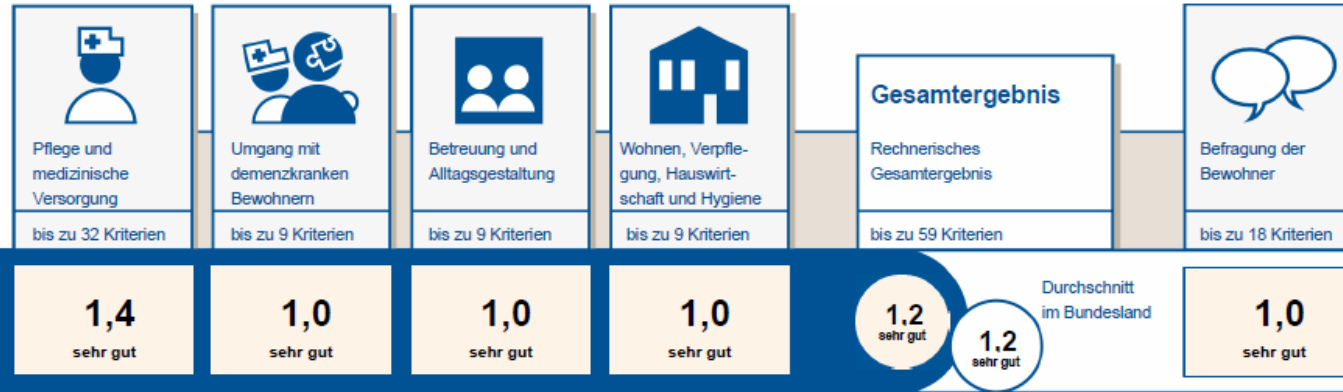 Pflege und
medizinische
Versorgung
bis zu 32 Kriterien
1,4
sehr gut
Umgang mit
demenzkranken
Bewohnern
bis zu 9 Kriterien
1,0
sehr gut
Betreuung und
Alltagsgestaltung
bis zu 9 Kriterien
1,0
sehr gut
Wohnen, Verpfle-
gung, Hauswirt-
schaft und Hygiene
bis zu 9 Kriterien
1,0
sehr gut
Gesamtergebnis
Rechnerisches
Gesamtergebnis
bis zu 59 Kriterien
1,2
sehr gut
Durchschnitt
im Bundesland
1,2
sehr gut
Befragung der
Bewohner
bis zu 18 Kriterien
1,0
sehr gut